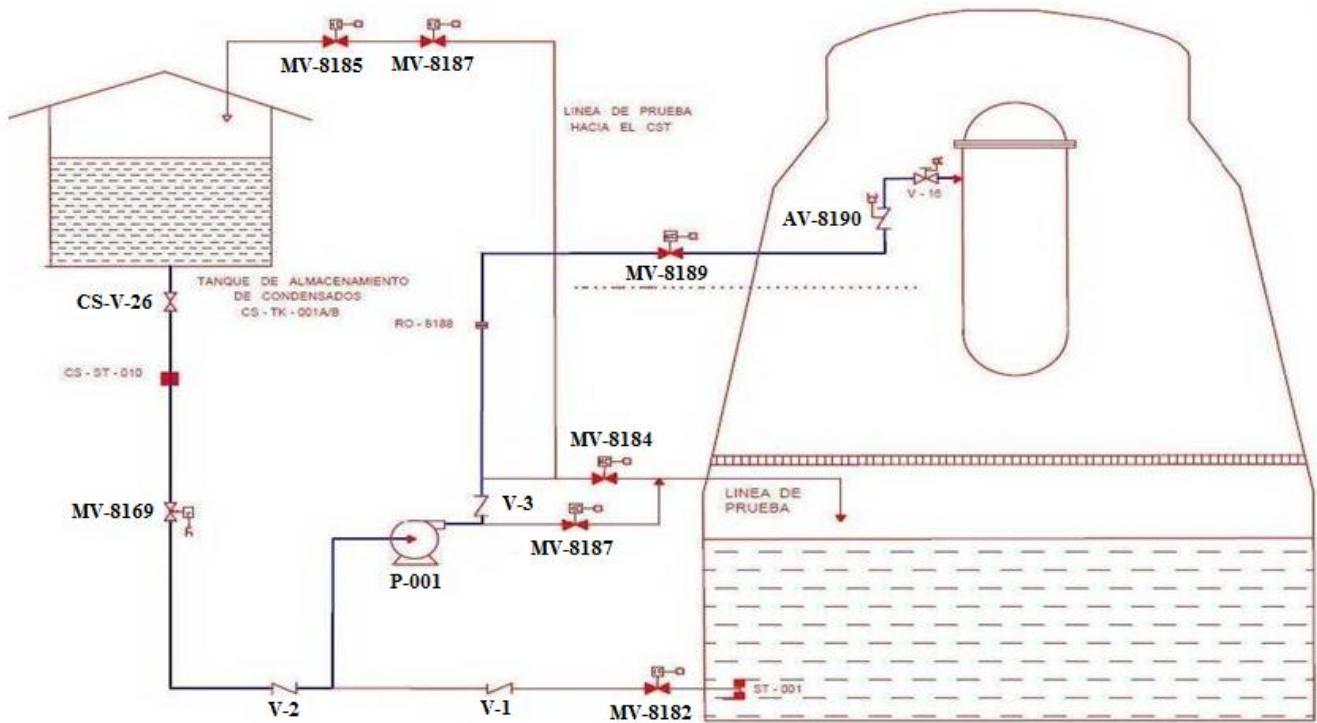 MV-8185
MV-8187
LINEA DE PRUEBA
HACIA EL CST
V - 16
AV-8190
MV-8189
TANQUE DE ALMACENAMIENTO
DE CONDENSADOS
CS - TK - 001A/B
CS-V-26
RO - 8188
CS - ST - 010
MV-8184
LINEA DE
PRUEBA
MV-8169
V-3
MV-8187
P-001
ST - 001
V-2
V-1
MV-8182